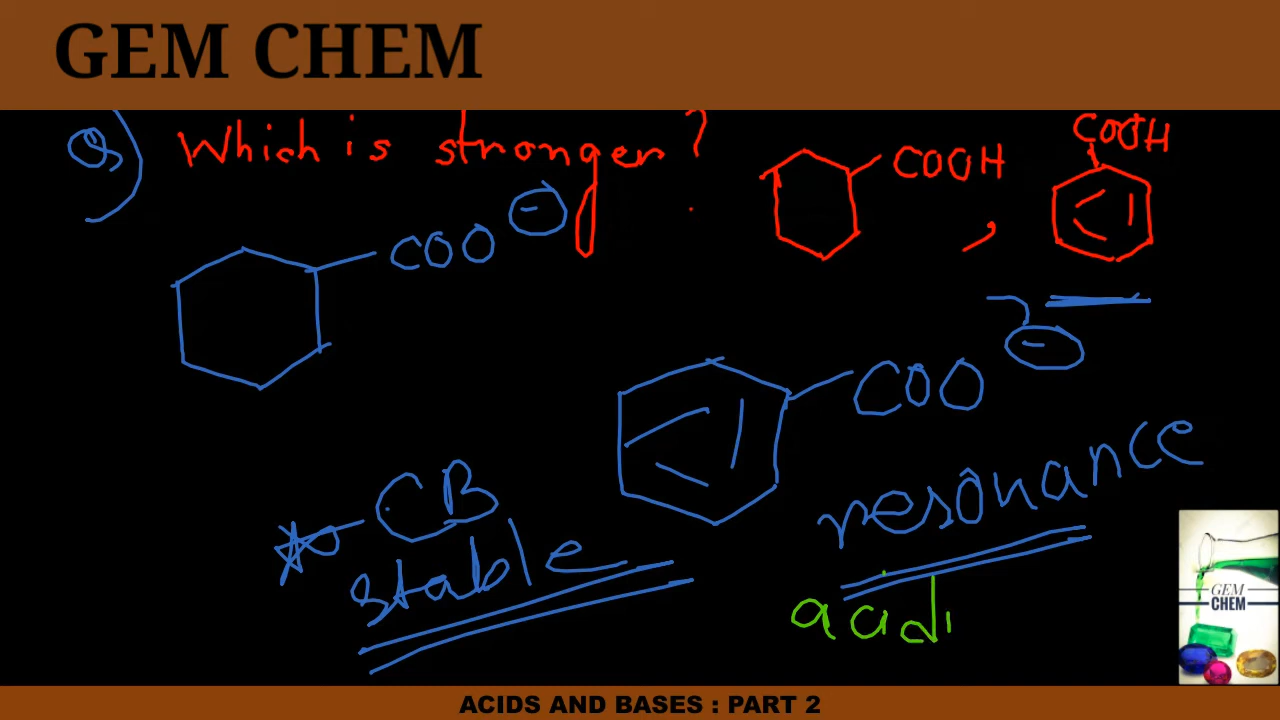 GEM CHEM
Q) Which is stronger? COOH , COOH
COO ⊖
COO ⊖
resonance
CB
stable
acid
GEM
CHEM
ACIDS AND BASES : PART 2